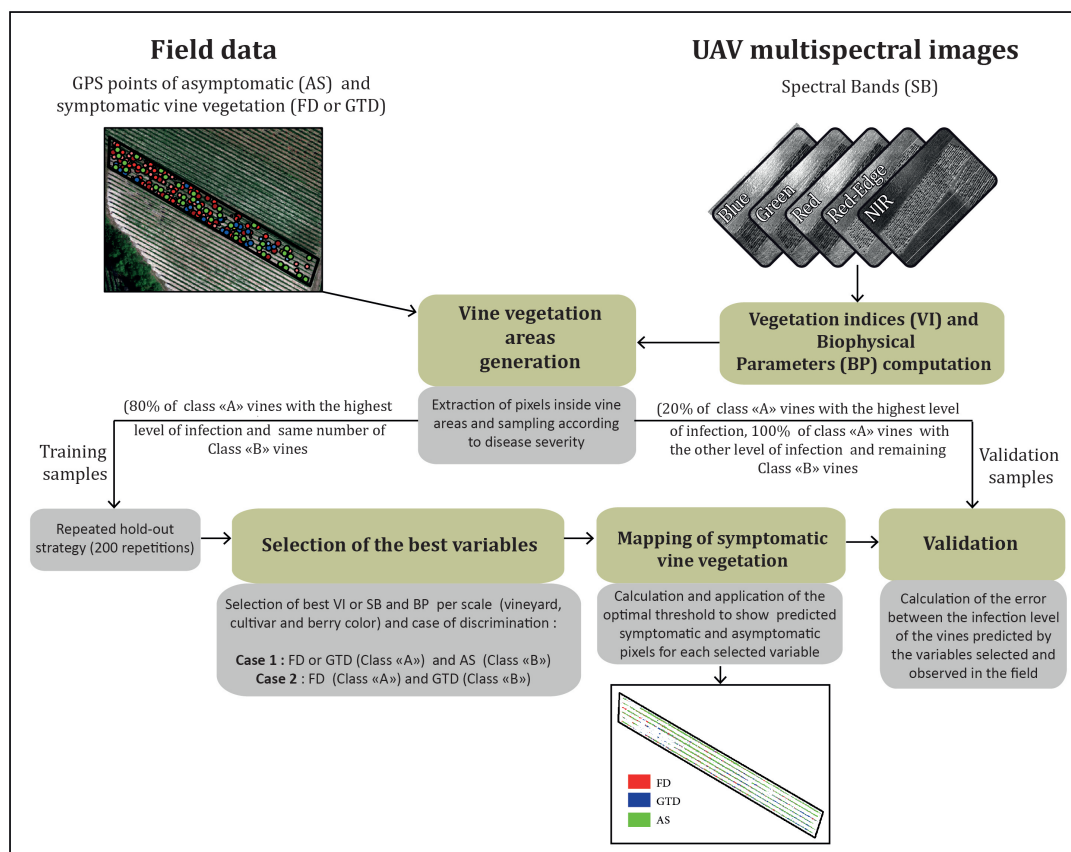 Field data
GPS points of asymptomatic (AS) and
symptomatic vine vegetation (FD or GTD)
UAV multispectral images
Spectral Bands (SB)
Blue
Green
Red
Red-Edge
NIR
Vine vegetation
areas
generation
Vegetation indices (VI) and
Biophysical
Parameters (BP) computation
Extraction of pixels inside vine
areas and sampling according
to disease severity
(80% of class «A» vines with the highest
level of infection and same number of
Class «B» vines
(20% of class «A» vines with the highest level
of infection, 100% of class «A» vines with
the other level of infection and remaining
Class «B» vines
Training
samples
Validation
samples
Repeated hold-out
strategy (200 repetitions)
Selection of the best variables
Selection of best VI or SB and BP per scale (vineyard,
cultivar and berry color) and case of discrimination :
Case 1 : FD or GTD (Class «A») and AS (Class «B»)
Case 2 : FD (Class «A») and GTD (Class «B»)
Mapping of symptomatic
vine vegetation
Calculation and application of the
optimal threshold to show predicted
symptomatic and asymptomatic
pixels for each selected variable
Validation
Calculation of the error
between the infection level
of the vines predicted by
the variables selected and
observed in the field
FD
GTD
AS